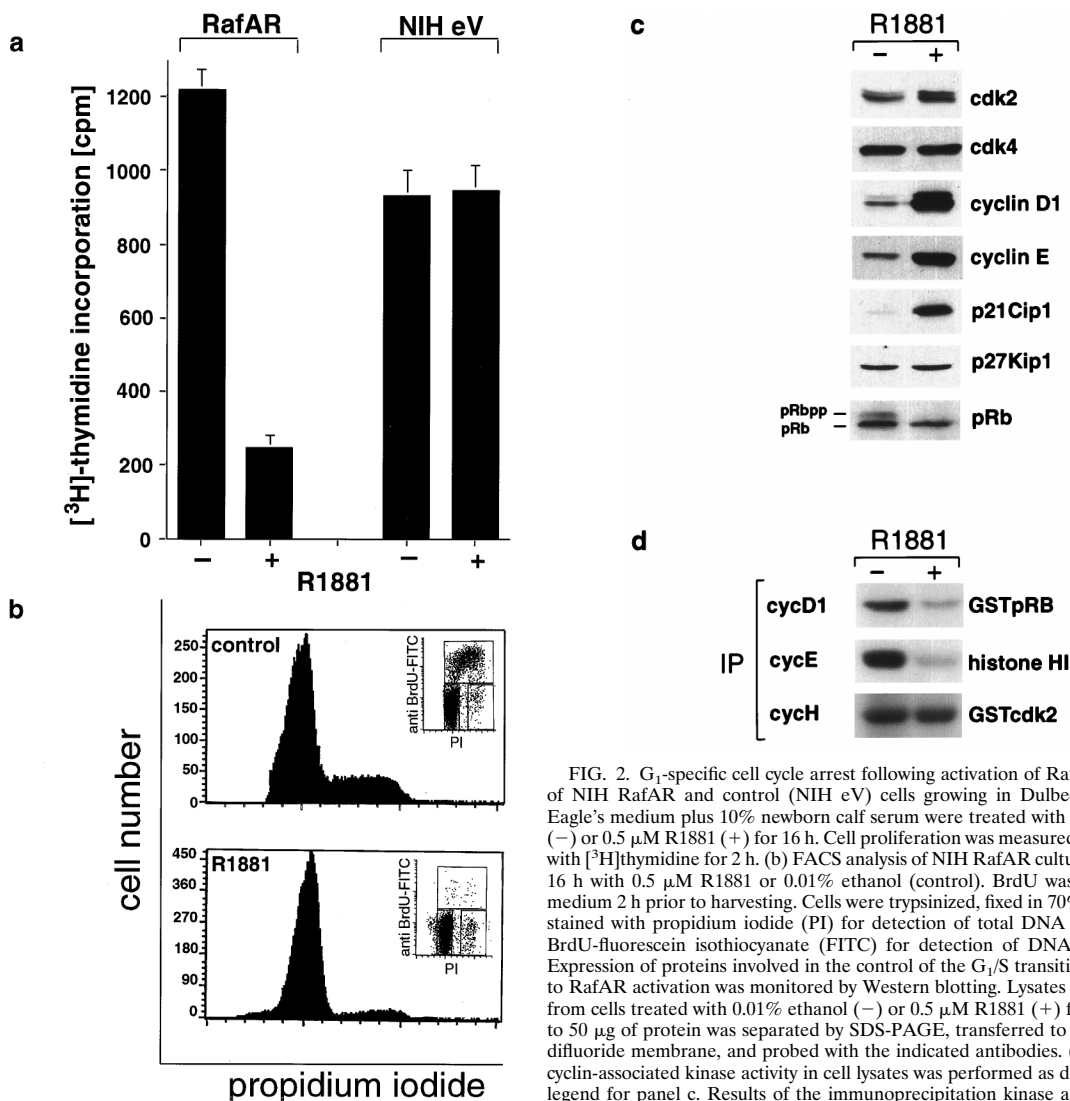 a
RafAR NIH eV
[³H]-thymidine incorporation [cpm]
1200
1000
800
600
400
200
0
− + − +
R1881
b
cell number
control
250
200
150
100
50
0
anti BrdU-FITC
PI
R1881
450
360
270
180
90
0
anti BrdU-FITC
PI
propidium iodide
c
R1881
− +
cdk2
cdk4
cyclin D1
cyclin E
p21Cip1
p27Kip1
pRbpp
pRb
pRb
d
R1881
− +
IP
cycD1 GSTpRB
cycE histone HI
cycH GSTcdk2
FIG. 2. G₁-specific cell cycle arrest following activation of Ra
of NIH RafAR and control (NIH eV) cells growing in Dulbe
Eagle's medium plus 10% newborn calf serum were treated with
(−) or 0.5 μM R1881 (+) for 16 h. Cell proliferation was measured
with [³H]thymidine for 2 h. (b) FACS analysis of NIH RafAR cultu
16 h with 0.5 μM R1881 or 0.01% ethanol (control). BrdU was
medium 2 h prior to harvesting. Cells were trypsinized, fixed in 70%
stained with propidium iodide (PI) for detection of total DNA
BrdU-fluorescein isothiocyanate (FITC) for detection of DNA
Expression of proteins involved in the control of the G₁/S transiti
to RafAR activation was monitored by Western blotting. Lysates
from cells treated with 0.01% ethanol (−) or 0.5 μM R1881 (+) f
to 50 μg of protein was separated by SDS-PAGE, transferred to
difluoride membrane, and probed with the indicated antibodies. (
cyclin-associated kinase activity in cell lysates was performed as d
legend for panel c. Results of the immunoprecipitation kinase a